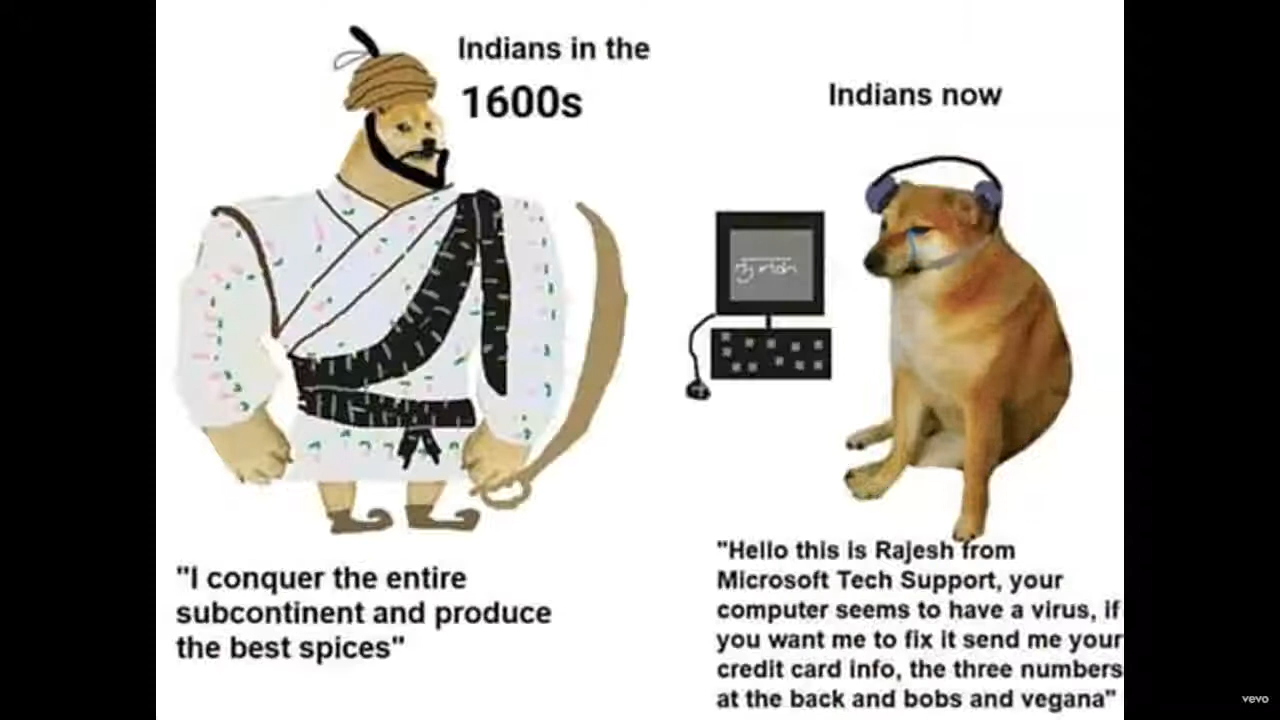 Indians in the
1600s
Indians now
"I conquer the entire
subcontinent and produce
the best spices"
"Hello this is Rajesh from
Microsoft Tech Support, your
computer seems to have a virus, if
you want me to fix it send me your
credit card info, the three numbers
at the back and bobs and vegana"
vevo